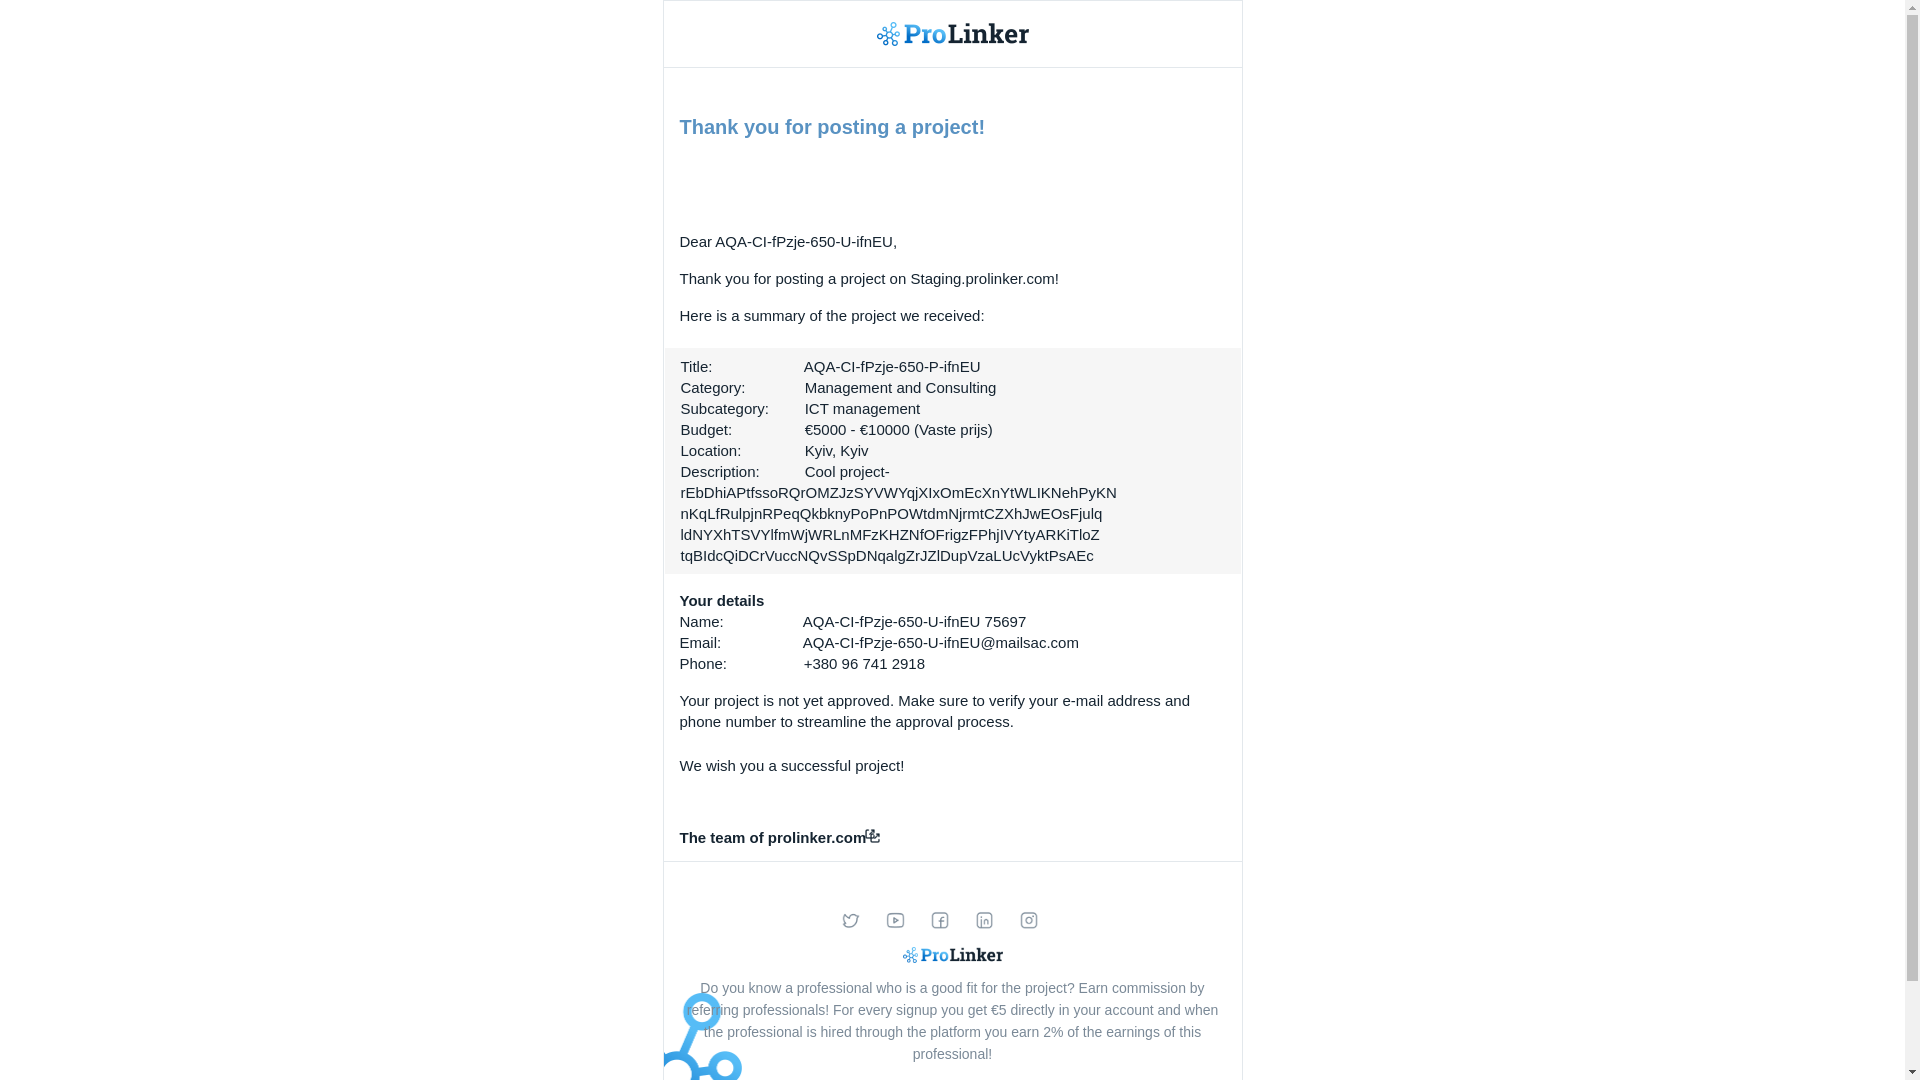 ProLinker
Thank you for posting a project!
Dear AQA-CI-fPzje-650-U-ifnEU,
Thank you for posting a project on Staging.prolinker.com!
Here is a summary of the project we received:
Title: AQA-CI-fPzje-650-P-ifnEU
Category: Management and Consulting
Subcategory: ICT management
Budget: €5000 - €10000 (Vaste prijs)
Location: Kyiv, Kyiv
Description: Cool project-
rEbDhiAPtfssoRQrOMZJzSYVWYqjXIxOmEcXnYtWLIKNehPyKN
nKqLfRulpjnRPeqQkbknyPoPnPOWtdmNjrmtCZXhJwEOsFjulq
ldNYXhTSVYlfmWjWRLnMFzKHZNfOFrigzFPhjIVYtyARKiTloZ
tqBIdcQiDCrVuccNQvSSpDNqalgZrJZlDupVzaLUcVyktPsAEc
Your details
Name: AQA-CI-fPzje-650-U-ifnEU 75697
Email: AQA-CI-fPzje-650-U-ifnEU@mailsac.com
Phone: +380 96 741 2918
Your project is not yet approved. Make sure to verify your e-mail address and
phone number to streamline the approval process.
We wish you a successful project!
The team of prolinker.com
ProLinker
Do you know a professional who is a good fit for the project? Earn commission by
referring professionals! For every signup you get €5 directly in your account and when
the professional is hired through the platform you earn 2% of the earnings of this
professional!